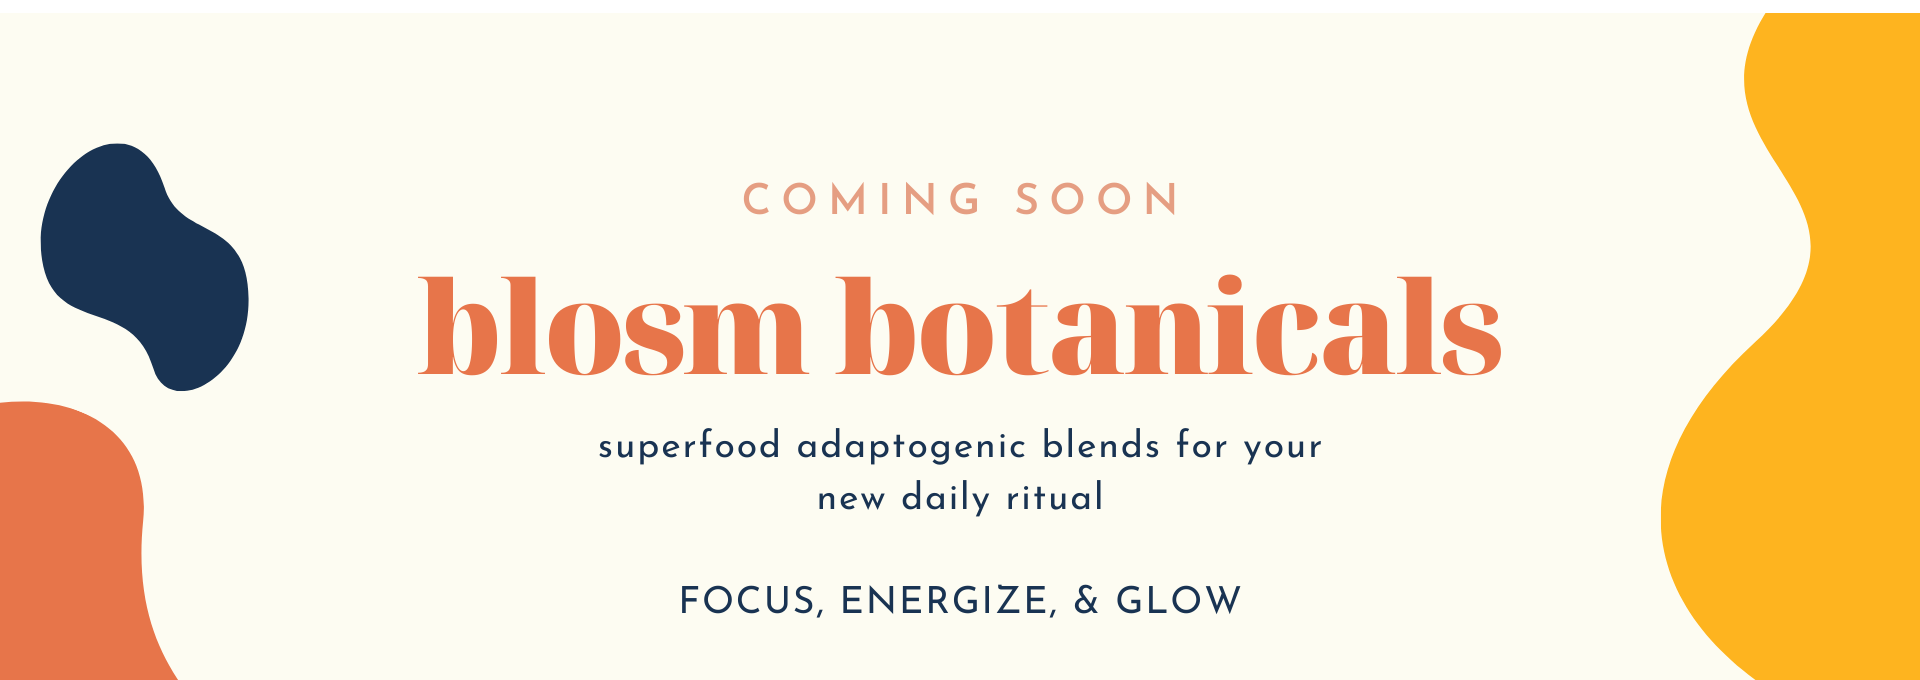 COMING SOON
blosm botanicals
superfood adaptogenic blends for your
new daily ritual
FOCUS, ENERGIZE, & GLOW